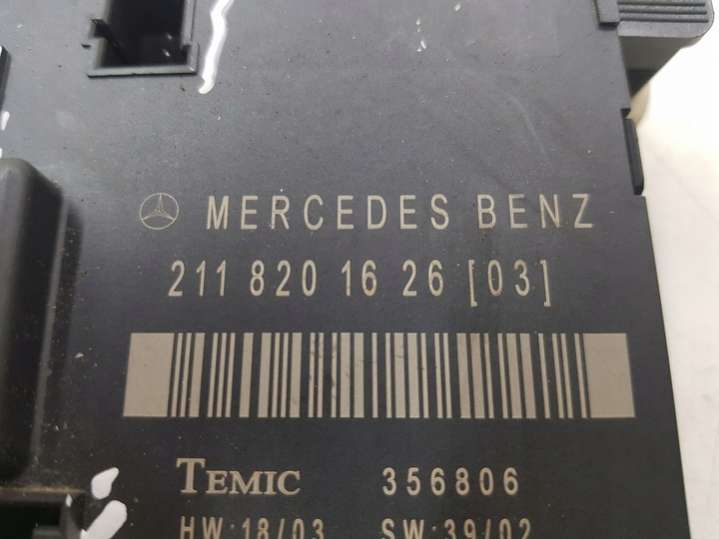 MERCEDES BENZ
211 820 16 26 [03]
TEMIC 356806
HW:18/03 SW:39/02